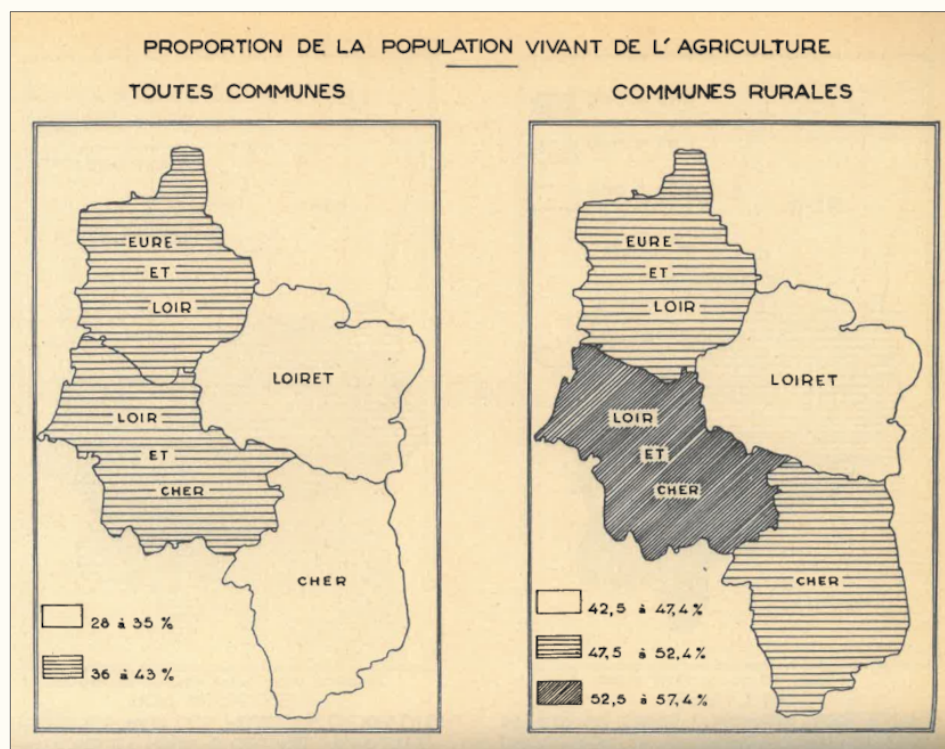 PROPORTION DE LA POPULATION VIVANT DE L'AGRICULTURE
TOUTES COMMUNES
EURE
ET
LOIR
LOIRET
LOIR
ET
CHER
CHER
28 à 35 %
36 à 43 %
COMMUNES RURALES
EURE
ET
LOIR
LOIRET
LOIR
ET
CHER
CHER
42,5 à 47,4 %
47,5 à 52,4 %
52,5 à 57,4 %